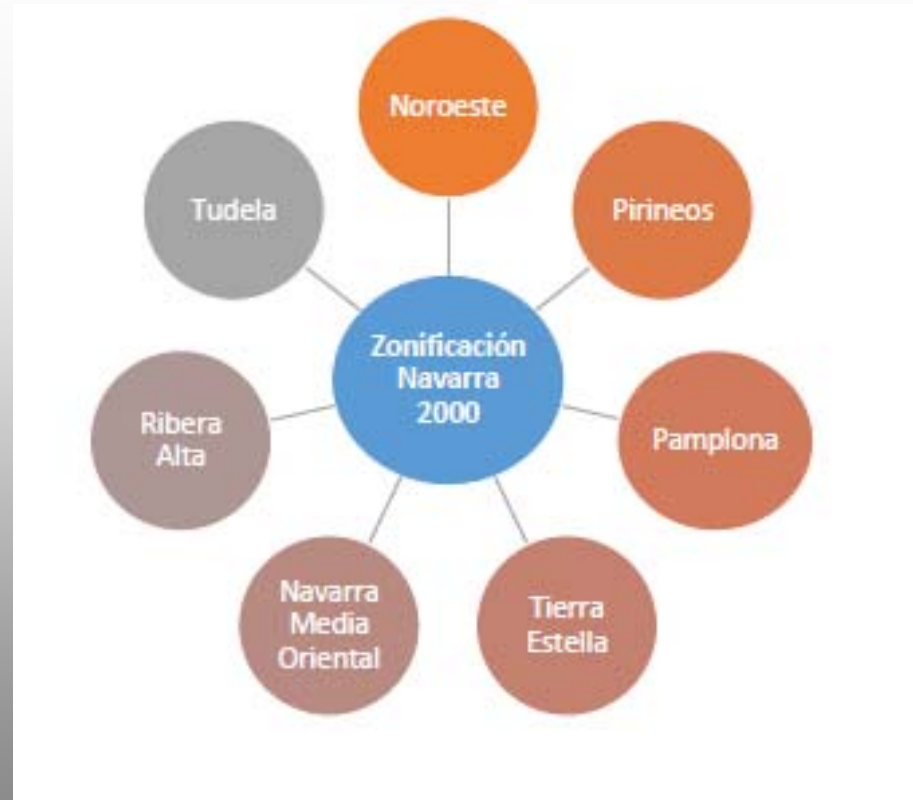 Noroeste
Pirineos
Pamplona
Tierra
Estella
Navarra
Media
Oriental
Ribera
Alta
Tudela
Zonificación
Navarra
2000